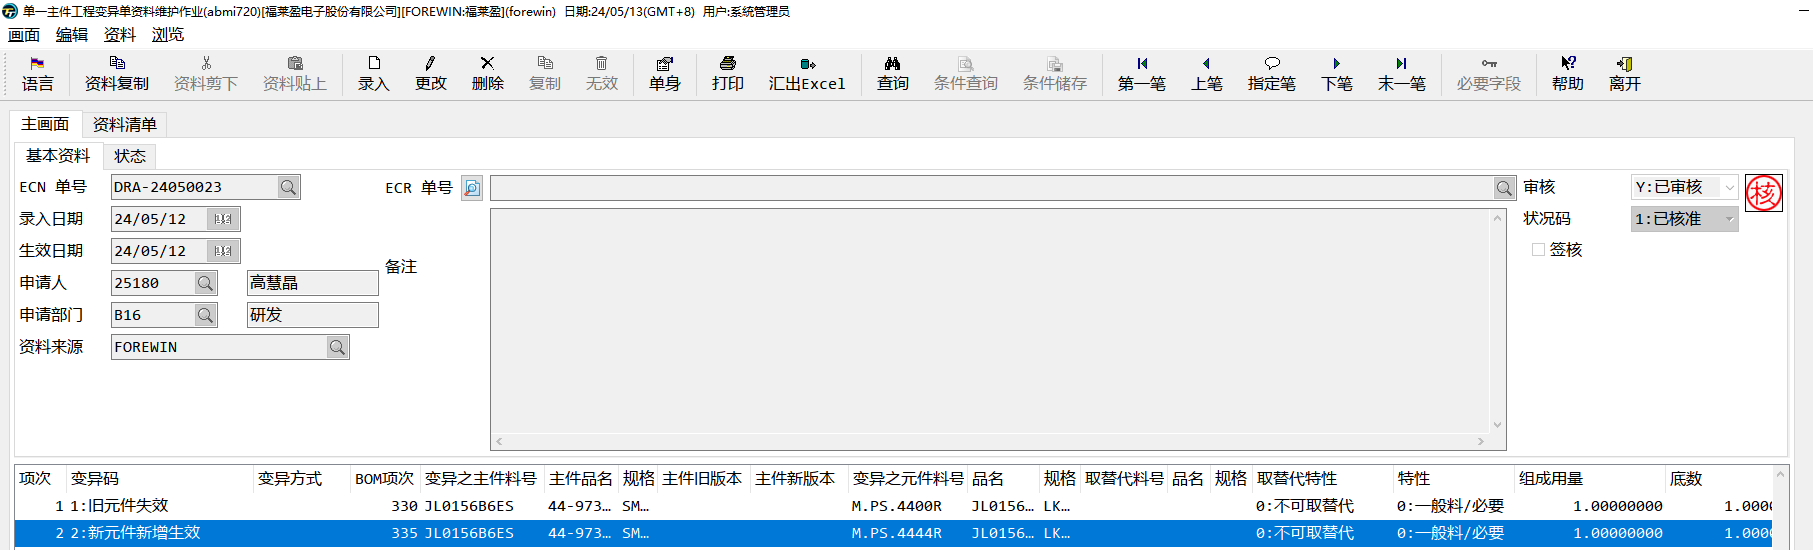 单一主件工程变异单资料维护作业(abmi720)[福莱盈电子股份有限公司][FOREWIN:福莱盈](forewin) 日期:24/05/13(GMT+8) 用户:系统管理员
画面 编辑 资料 浏览
语言 资料复制 资料剪下 资料贴上 录入 更改 删除 复制 无效 单身 打印 汇出Excel 查询 条件查询 条件储存 第一笔 上笔 指定笔 下笔 末一笔 必要字段 帮助 离开
主画面 资料清单
基本资料 状态
ECN 单号 DRA-24050023 ECR 单号 审核 Y:已审核 核
录入日期 24/05/12 状况码 1:已核准
生效日期 24/05/12 签核
备注
申请人 25180 高慧晶
申请部门 B16 研发
资料来源 FOREWIN
项次 变异码 变异方式 BOM项次 变异之主件料号 主件品名 规格 主件旧版本 主件新版本 变异之元件料号 品名 规格 取替代料号 品名 规格 取替代特性 特性 组成用量 底数
1 1:旧元件失效 330 JL0156B6ES 44-973... SM... M.PS.4400R JL0156... LK... 0:不可取替代 0:一般料/必要 1.00000000 1.000
2 2:新元件新增生效 335 JL0156B6ES 44-973... SM... M.PS.4444R JL0156... LK... 0:不可取替代 0:一般料/必要 1.00000000 1.000